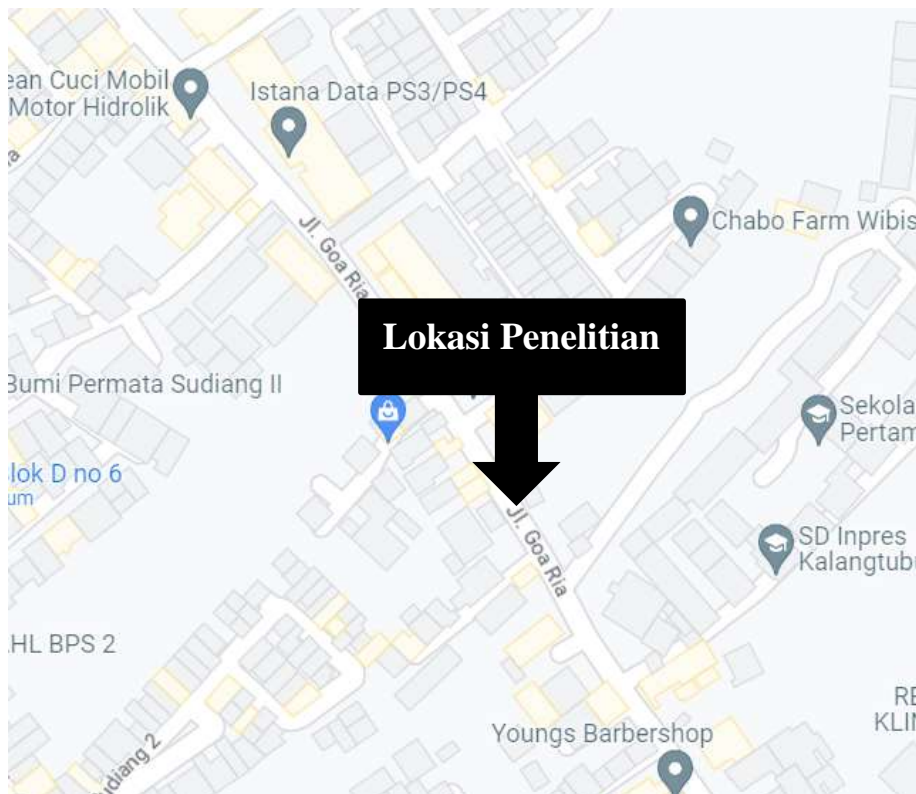 ean Cuci Mobil
Motor Hidrolik
Istana Data PS3/PS4
Jl. Goa Ria
Chabo Farm Wibis
Lokasi Penelitian
Bumi Permata Sudiang II
Sekola
Pertam
lok D no 6
um
Jl. Goa Ria
SD Inpres
Kalangtubu
HL BPS 2
RE
KLIN
Youngs Barbershop
udiang 2